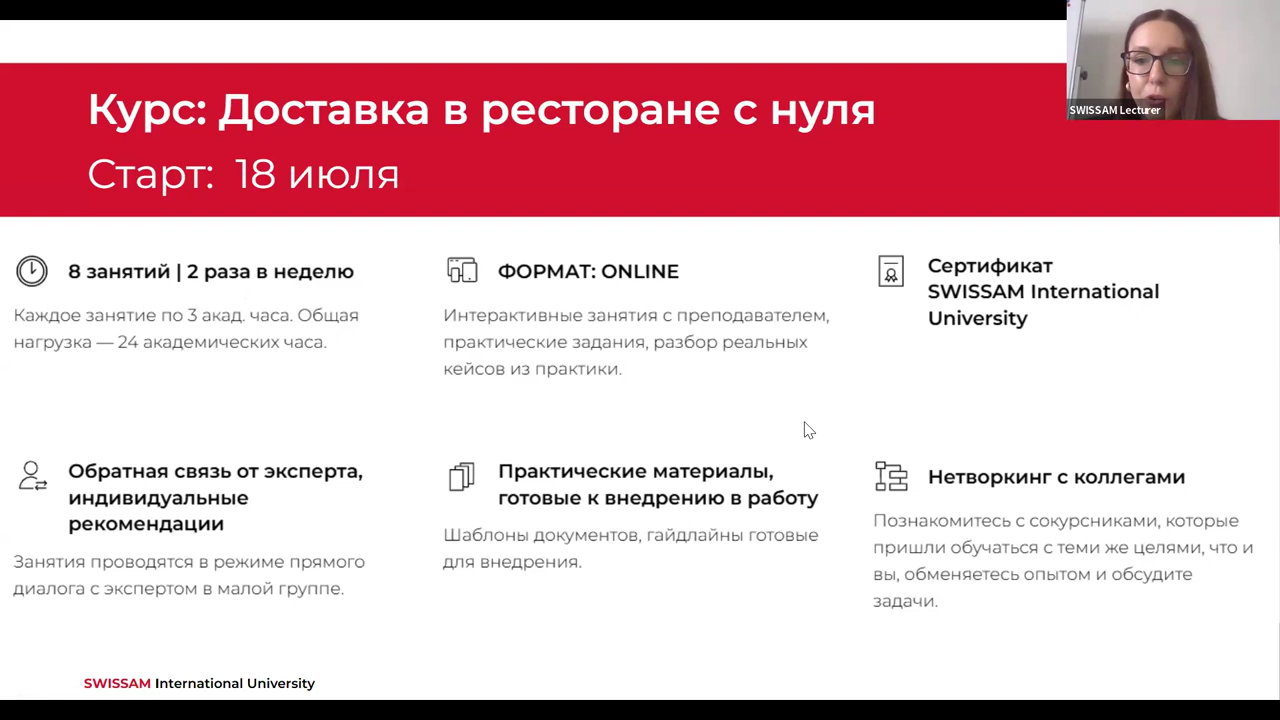 Курс: Доставка в ресторане с нуля
Старт: 18 июля
SWISSAM Lecturer
8 занятий | 2 раза в неделю
Каждое занятие по 3 акад. часа. Общая
нагрузка — 24 академических часа.
ФОРМАТ: ONLINE
Интерактивные занятия с преподавателем,
практические задания, разбор реальных
кейсов из практики.
Сертификат
SWISSAM International
University
Обратная связь от эксперта,
индивидуальные
рекомендации
Занятия проводятся в режиме прямого
диалога с экспертом в малой группе.
Практические материалы,
готовые к внедрению в работу
Шаблоны документов, гайдлайны готовые
для внедрения.
Нетворкинг с коллегами
Познакомитесь с сокурсниками, которые
пришли обучаться с теми же целями, что и
вы, обменяетесь опытом и обсудите
задачи.
SWISSAM International University